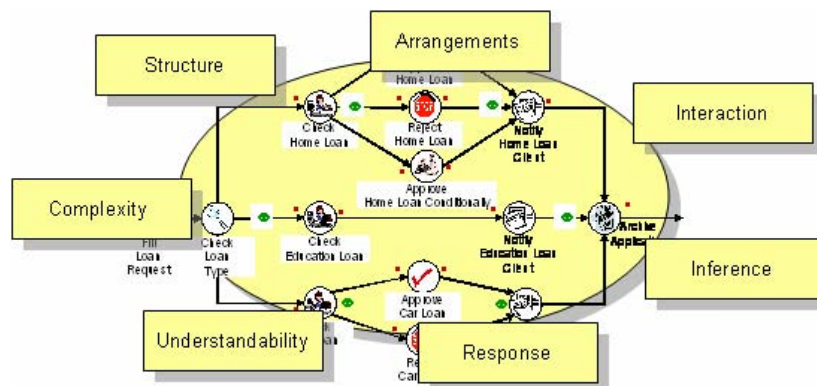 Arrangements
Structure
Home Loan
Interaction
Check
Home Loan
Reject
Home Loan
Notify
Home Loan
Client
Approve
Home Loan Conditionally
Complexity
Fill
Loan
Request
Check
Loan
Type
Check
Education Loan
Notify
Education Loan
Client
Archive
Inference
Approve
Car Loan
Understandability
Response